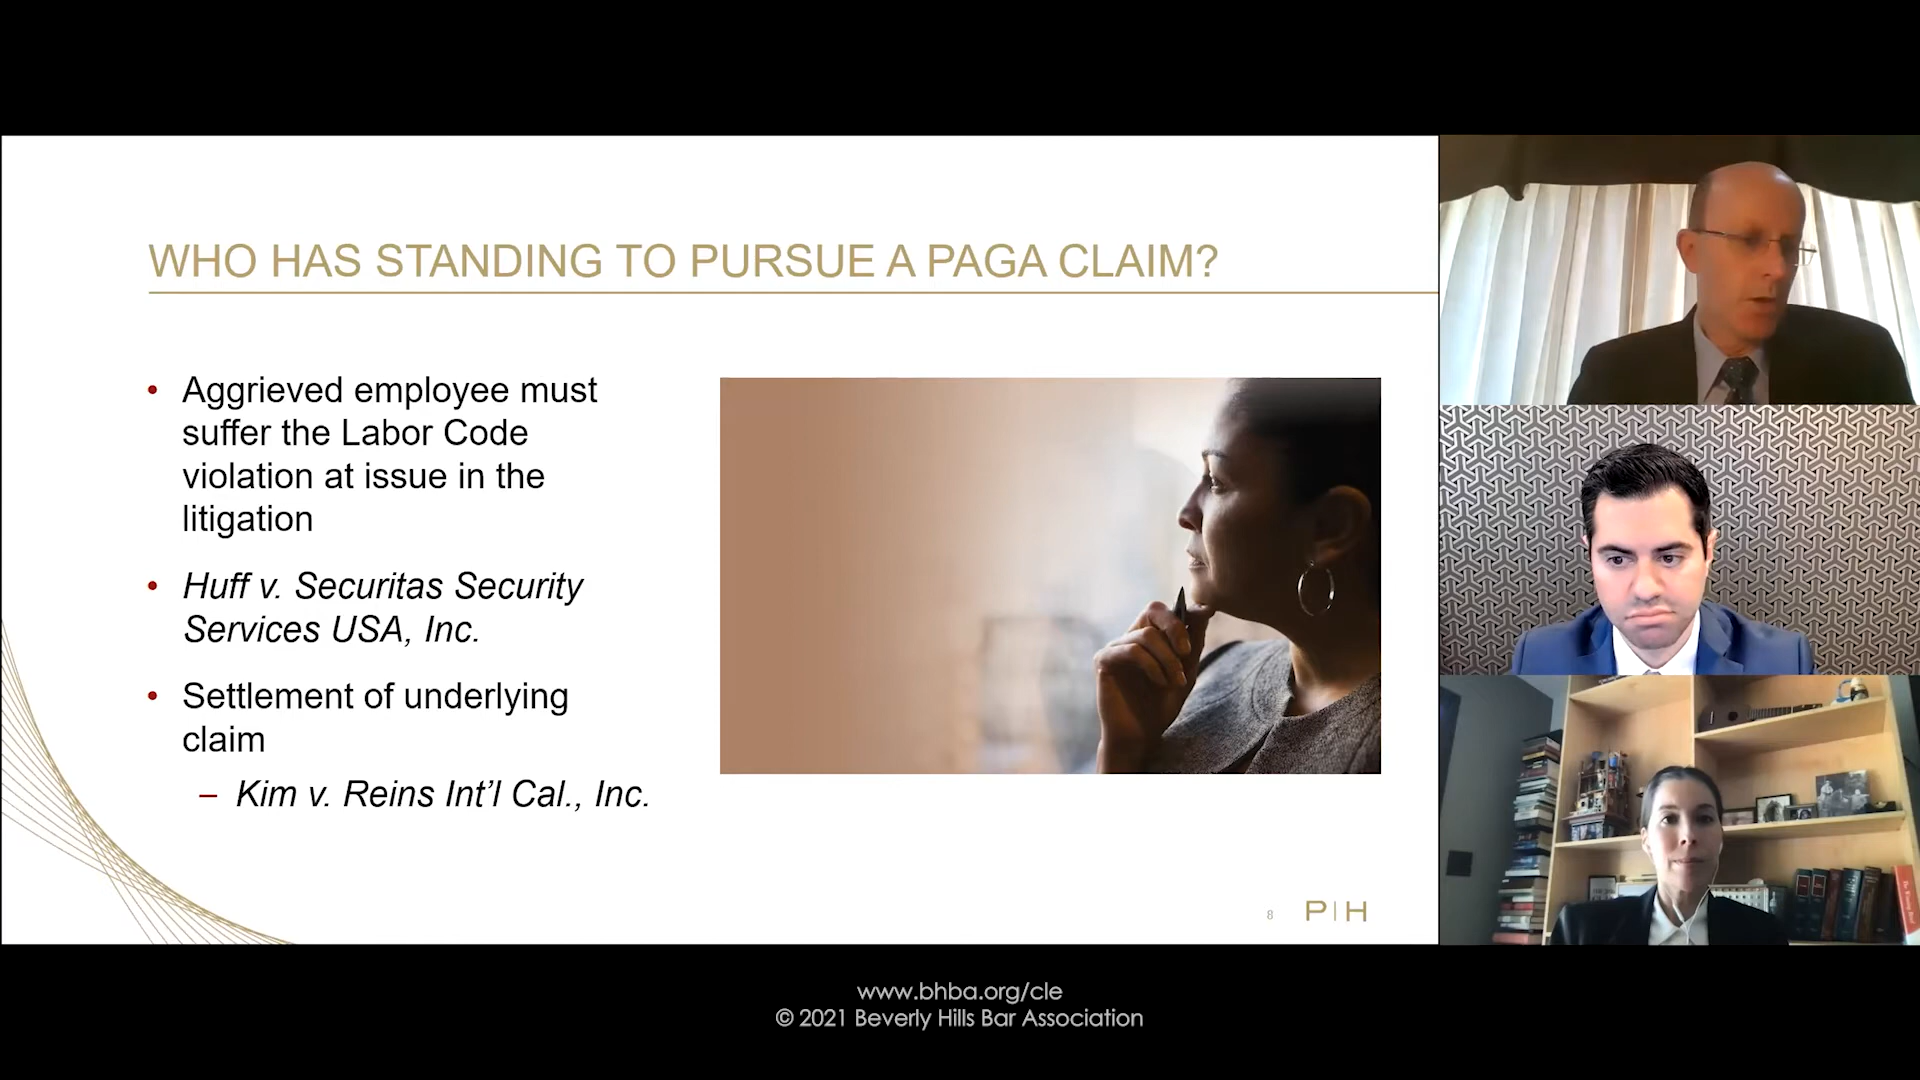 WHO HAS STANDING TO PURSUE A PAGA CLAIM?
• Aggrieved employee must
suffer the Labor Code
violation at issue in the
litigation
• Huff v. Securitas Security
Services USA, Inc.
• Settlement of underlying
claim
– Kim v. Reins Int’l Cal., Inc.
8
P|H
www.bhba.org/cle
© 2021 Beverly Hills Bar Association